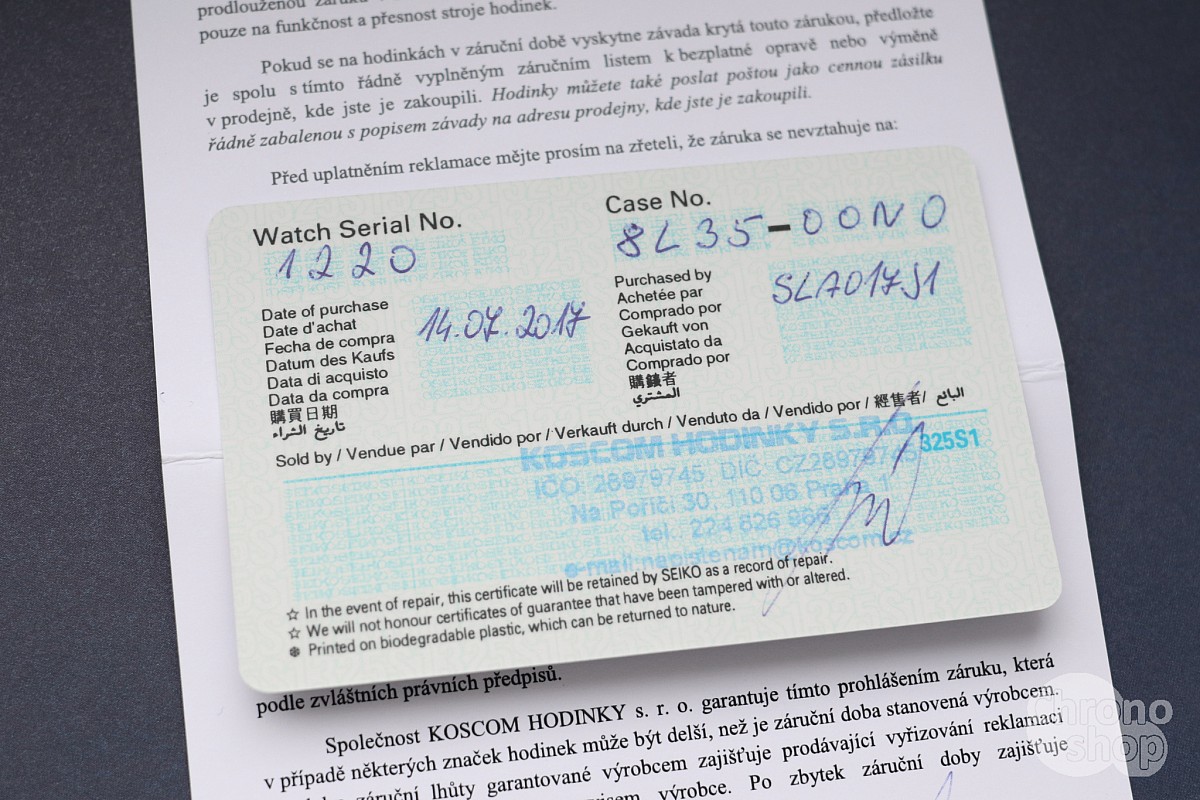 prodlouženou
pouze na funkčnost a přesnost stroje hodinek.
Pokud se na hodinkách v záruční době vyskytne závada krytá touto zárukou, předložte
je spolu s tímto řádně vyplněným záručním listem k bezplatné opravě nebo výměně
v prodejně, kde jste je zakoupili. Hodinky můžete také poslat poštou jako cennou zásilku
řádně zabalenou s popisem závady na adresu prodejny, kde jste je zakoupili.
Před uplatněním reklamace mějte prosím na zřeteli, že záruka se nevztahuje na:
Watch Serial No.
1220
Case No.
8L35-00N0
Date of purchase
Date d'achat
Fecha de compra
Datum des Kaufs
Data di acquisto
Data da compra
購買日期
تاريخ الشراء
14.07.2017
Purchased by
Achetée par
Comprado por
Gekauft von
Acquistato da
Comprado por
購買者
المشتري
SLA017J1
Sold by / Vendue par / Vendido por / Verkauft durch / Venduto da / Vendido por / 經售者/ البائع
KOSCOM HODINKY S.R.O.
325S1
IČO: 28979745 DIČ: CZ28979745
Na Poříčí 30, 110 06 Praha 1
tel.: 224 826 966
e-mail:napistenam@koscom.cz
☆ In the event of repair, this certificate will be retained by SEIKO as a record of repair.
☆ We will not honour certificates of guarantee that have been tampered with or altered.
❄ Printed on biodegradable plastic, which can be returned to nature.
podle zvláštních právních předpisů.
Společnost KOSCOM HODINKY s. r. o. garantuje tímto prohlášením záruku, která
v případě některých značek hodinek může být delší, než je záruční doba stanovená výrobcem.
záruční lhůty garantované výrobcem zajišťuje prodávající vyřizování reklamací
výrobce. Po zbytek záruční doby zajišťuje
Chrono
shop